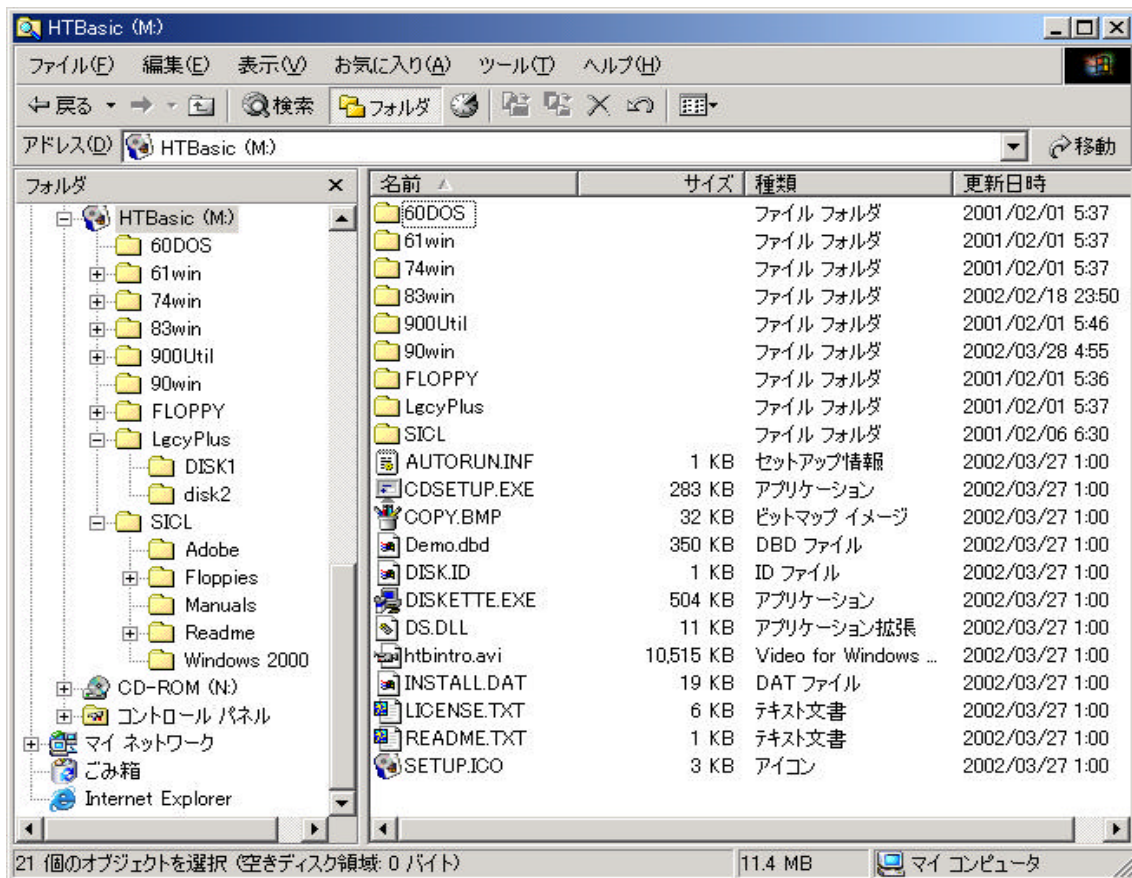 HTBasic (M:)
ファイル(F) 編集(E) 表示(V) お気に入り(A) ツール(T) ヘルプ(H)
戻る 検索 フォルダ
アドレス(D) HTBasic (M:) 移動
フォルダ × 名前 サイズ 種類 更新日時
HTBasic (M:) 60DOS ファイル フォルダ 2001/02/01 5:37
60DOS 61win ファイル フォルダ 2001/02/01 5:37
61win 74win ファイル フォルダ 2001/02/01 5:37
74win 83win ファイル フォルダ 2002/02/18 23:50
83win 900Util ファイル フォルダ 2001/02/01 5:46
900Util 90win ファイル フォルダ 2002/03/28 4:55
90win FLOPPY ファイル フォルダ 2001/02/01 5:36
FLOPPY LgcyPlus ファイル フォルダ 2001/02/01 5:37
LgcyPlus SICL ファイル フォルダ 2001/02/06 6:30
DISK1 AUTORUN.INF 1 KB セットアップ情報 2002/03/27 1:00
disk2 CDSETUP.EXE 283 KB アプリケーション 2002/03/27 1:00
SICL COPY.BMP 32 KB ビットマップ イメージ 2002/03/27 1:00
Adobe Demo.dbd 350 KB DBD ファイル 2002/03/27 1:00
Floppies DISK.ID 1 KB ID ファイル 2002/03/27 1:00
Manuals DISKETTE.EXE 504 KB アプリケーション 2002/03/27 1:00
Readme DS.DLL 11 KB アプリケーション拡張 2002/03/27 1:00
Windows 2000 htbintro.avi 10,515 KB Video for Windows ... 2002/03/27 1:00
CD-ROM (N:) INSTALL.DAT 19 KB DAT ファイル 2002/03/27 1:00
コントロール パネル LICENSE.TXT 6 KB テキスト文書 2002/03/27 1:00
マイ ネットワーク README.TXT 1 KB テキスト文書 2002/03/27 1:00
ごみ箱 SETUP.ICO 3 KB アイコン 2002/03/27 1:00
Internet Explorer
21 個のオブジェクトを選択 (空きディスク領域: 0 バイト) 11.4 MB マイ コンピュータ